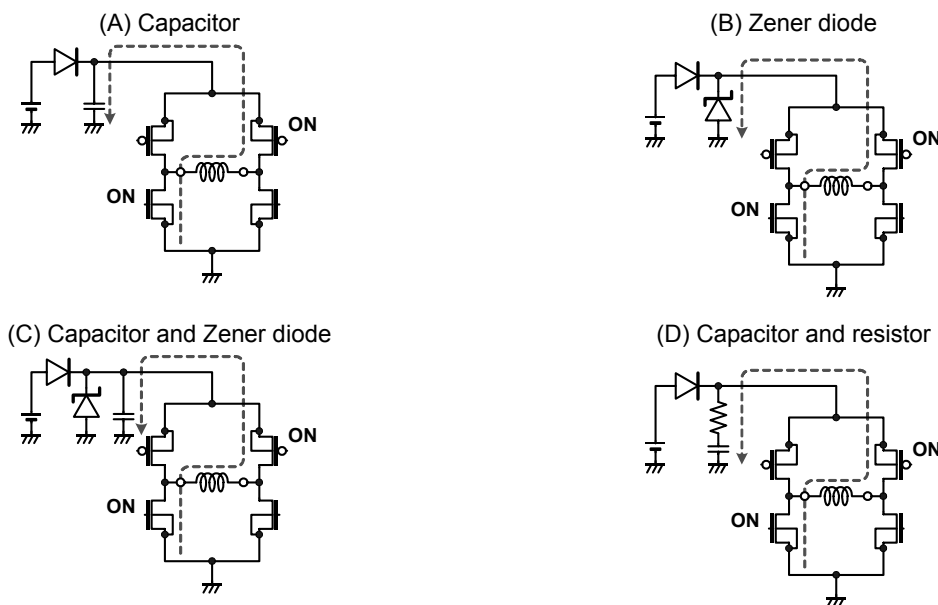 (A) Capacitor
(B) Zener diode
ON
ON
ON
ON
(C) Capacitor and Zener diode
(D) Capacitor and resistor
ON
ON
ON
ON